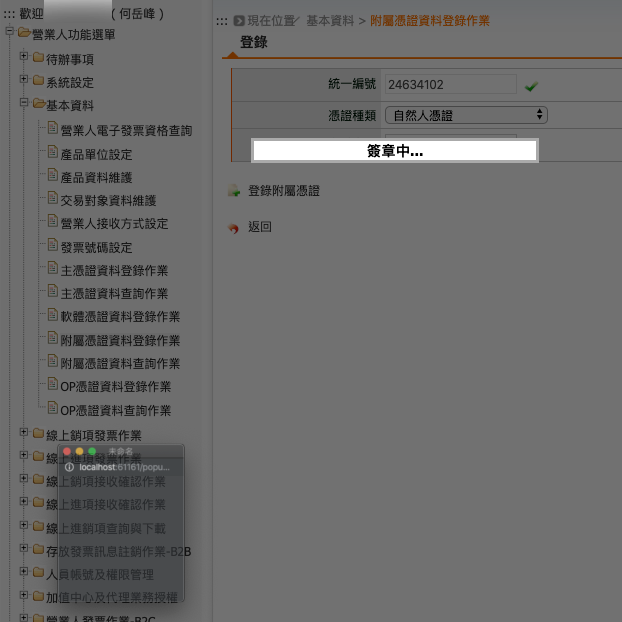 ::: 歡迎 ( 何岳峰 )
營業人功能選單
待辦事項
系統設定
基本資料
營業人電子發票資格查詢
產品單位設定
產品資料維護
交易對象資料維護
營業人接收方式設定
發票號碼設定
主憑證資料登錄作業
主憑證資料查詢作業
軟體憑證資料登錄作業
附屬憑證資料登錄作業
附屬憑證資料查詢作業
OP憑證資料登錄作業
OP憑證資料查詢作業
線上銷項發票作業
線上進項發票作業
線上銷項接收確認作業
線上進項接收確認作業
線上進銷項查詢與下載
存放發票訊息註銷作業-B2B
人員帳號及權限管理
加值中心及代理業務授權
營業人發票作業-B2C
未命名
localhost:61161/popu...
::: 現在位置/ 基本資料 > 附屬憑證資料登錄作業
登錄
統一編號 24634102
憑證種類 自然人憑證
簽章中...
登錄附屬憑證
返回